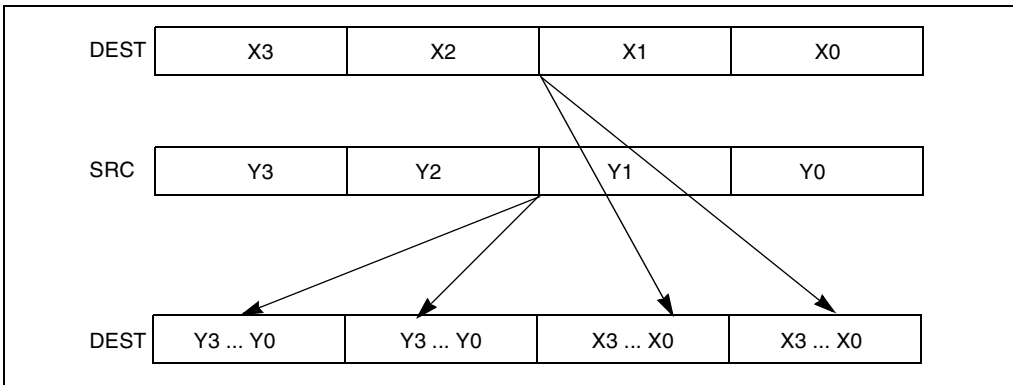 DEST X3 X2 X1 X0
SRC Y3 Y2 Y1 Y0
DEST Y3 ... Y0 Y3 ... Y0 X3 ... X0 X3 ... X0